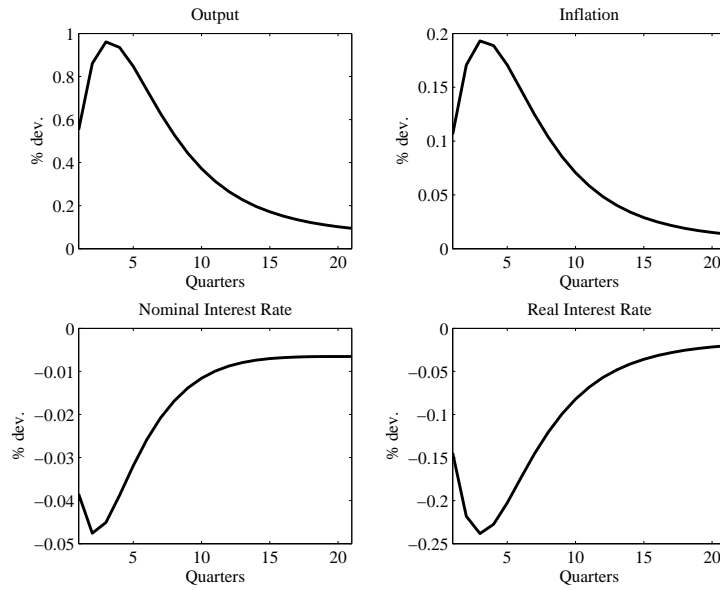 Output
1
0.8
0.6
0.4
0.2
0
% dev.
5 10 15 20
Quarters
Inflation
0.2
0.15
0.1
0.05
0
% dev.
5 10 15 20
Quarters
Nominal Interest Rate
0
−0.01
−0.02
−0.03
−0.04
−0.05
% dev.
5 10 15 20
Quarters
Real Interest Rate
0
−0.05
−0.1
−0.15
−0.2
−0.25
% dev.
5 10 15 20
Quarters